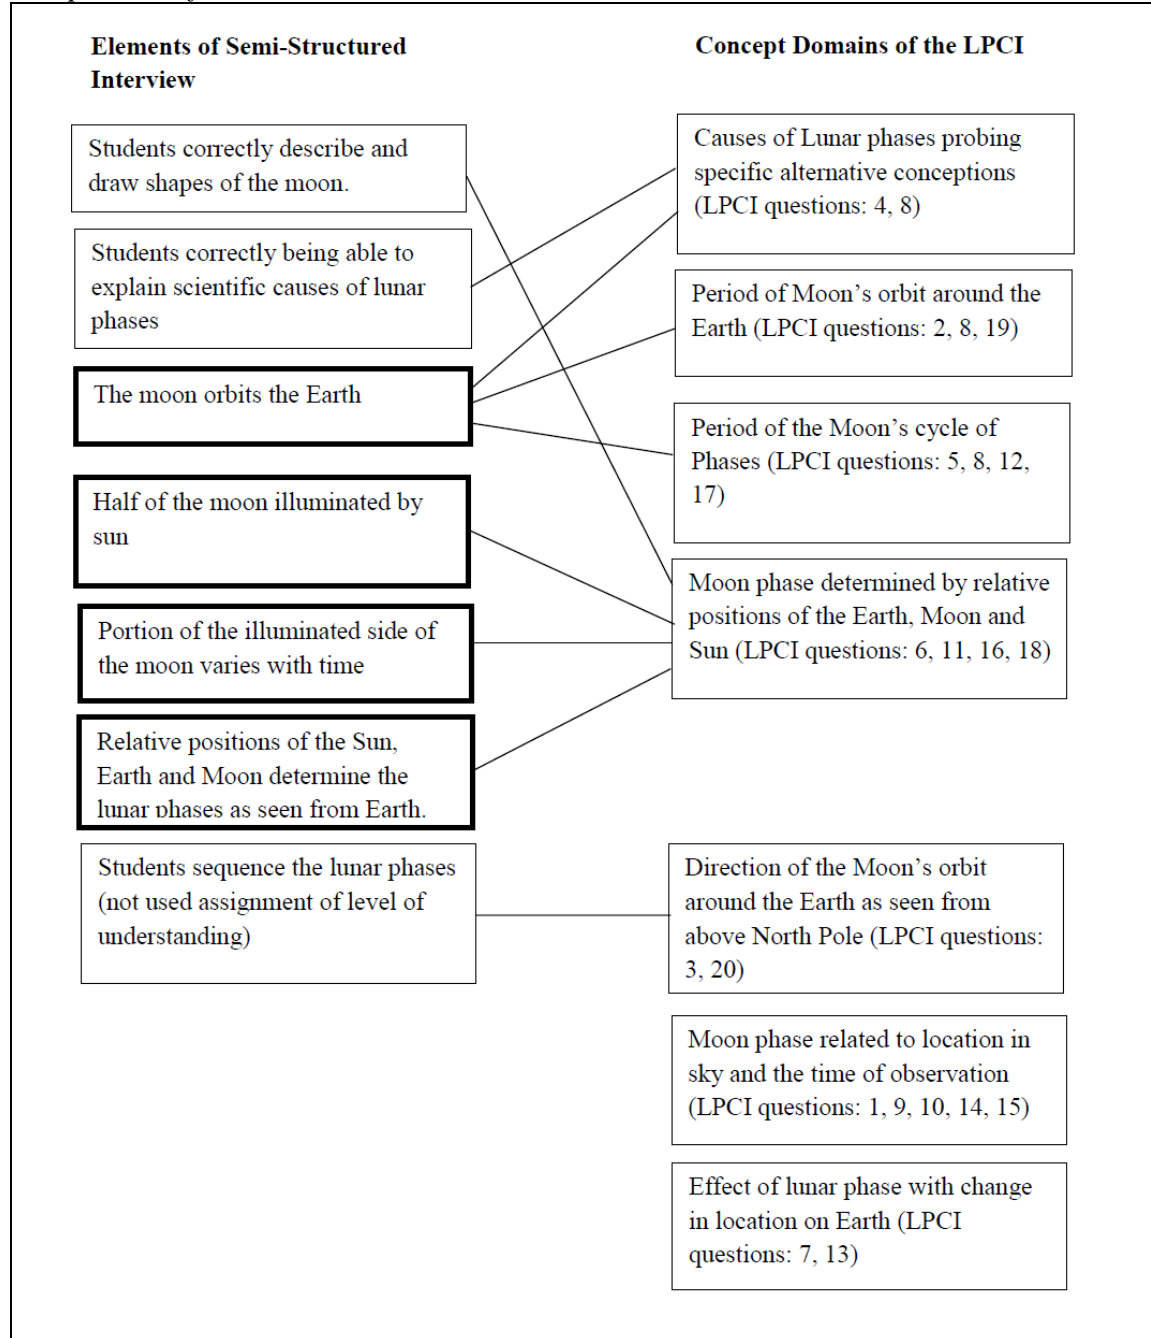 Elements of Semi-Structured
Interview
Concept Domains of the LPCI
Students correctly describe and
draw shapes of the moon.
Students correctly being able to
explain scientific causes of lunar
phases
The moon orbits the Earth
Half of the moon illuminated by
sun
Portion of the illuminated side of
the moon varies with time
Relative positions of the Sun,
Earth and Moon determine the
lunar phases as seen from Earth.
Students sequence the lunar phases
(not used assignment of level of
understanding)
Causes of Lunar phases probing
specific alternative conceptions
(LPCI questions: 4, 8)
Period of Moon's orbit around the
Earth (LPCI questions: 2, 8, 19)
Period of the Moon's cycle of
Phases (LPCI questions: 5, 8, 12,
17)
Moon phase determined by relative
positions of the Earth, Moon and
Sun (LPCI questions: 6, 11, 16, 18)
Direction of the Moon's orbit
around the Earth as seen from
above North Pole (LPCI questions:
3, 20)
Moon phase related to location in
sky and the time of observation
(LPCI questions: 1, 9, 10, 14, 15)
Effect of lunar phase with change
in location on Earth (LPCI
questions: 7, 13)